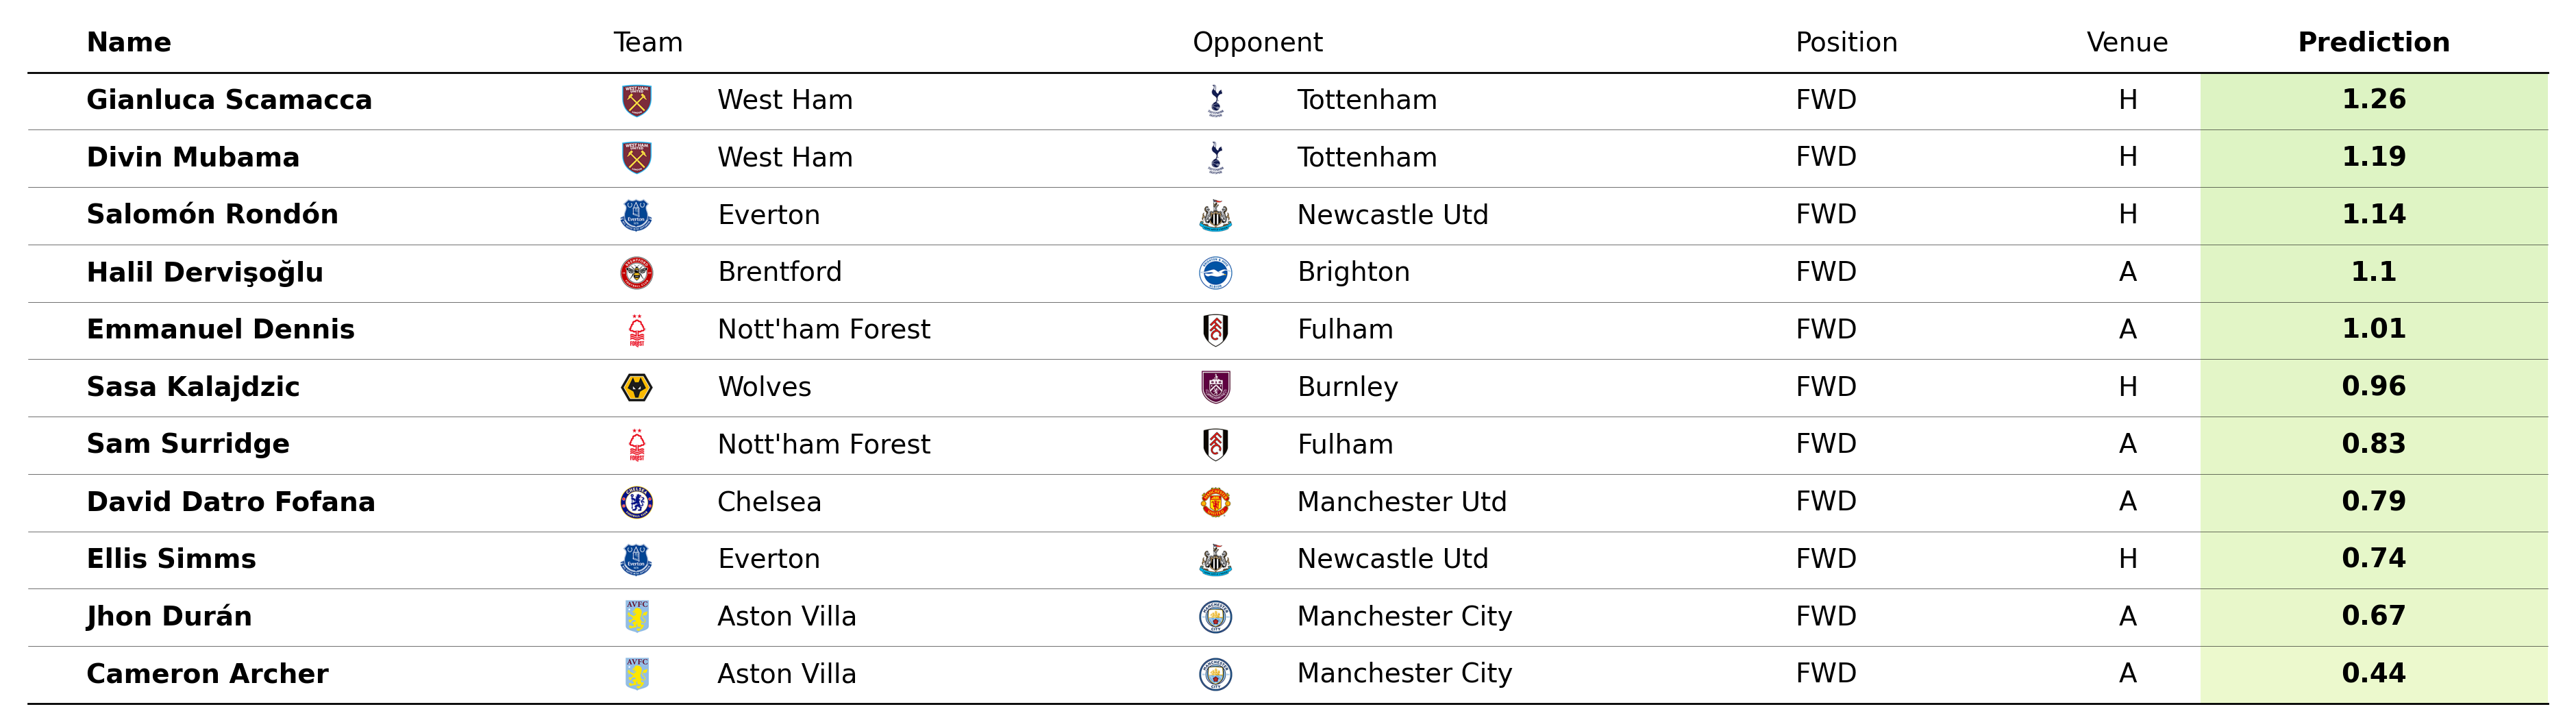 Name Team Opponent Position Venue Prediction
Gianluca Scamacca West Ham Tottenham FWD H 1.26
Divin Mubama West Ham Tottenham FWD H 1.19
Salomón Rondón Everton Newcastle Utd FWD H 1.14
Halil Dervişoğlu Brentford Brighton FWD A 1.1
Emmanuel Dennis Nott'ham Forest Fulham FWD A 1.01
Sasa Kalajdzic Wolves Burnley FWD H 0.96
Sam Surridge Nott'ham Forest Fulham FWD A 0.83
David Datro Fofana Chelsea Manchester Utd FWD A 0.79
Ellis Simms Everton Newcastle Utd FWD H 0.74
Jhon Durán Aston Villa Manchester City FWD A 0.67
Cameron Archer Aston Villa Manchester City FWD A 0.44